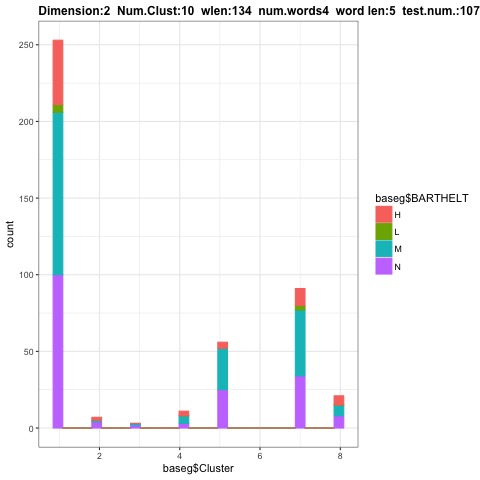 Dimension:2 Num.Clust:10 wlen:134 num.words4 word len:5 test.num.:107
250
200
150
100
50
0
count
2 4 6 8
baseg$Cluster
baseg$BARTHELT
H
L
M
N